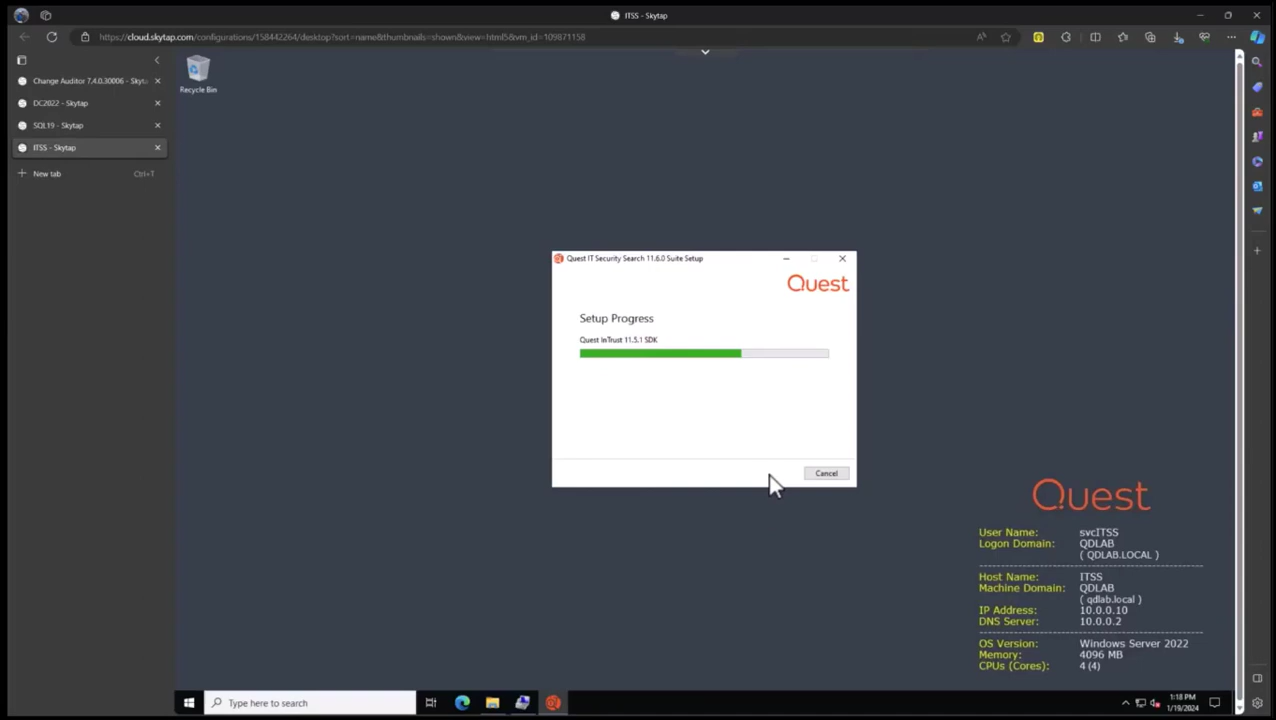 ITSS - Skytap
https://cloud.skytap.com/configurations/158442264/desktop?sort=name&thumbnails=shown&view=html5&vm_id=109871158
Change Auditor 7.4.0.30006 - Skyta
DC2022 - Skytap
SQL19 - Skytap
ITSS - Skytap
New tab Ctrl+T
Recycle Bin
Quest IT Security Search 11.6.0 Suite Setup
Quest
Setup Progress
Quest InTrust 11.5.1 SDK
Cancel
Quest
User Name: svcITSS
Logon Domain: QDLAB
( QDLAB.LOCAL )
Host Name: ITSS
Machine Domain: QDLAB
( qdlab.local )
IP Address: 10.0.0.10
DNS Server: 10.0.0.2
OS Version: Windows Server 2022
Memory: 4096 MB
CPUs (Cores): 4 (4)
Type here to search
1:18 PM
1/19/2024